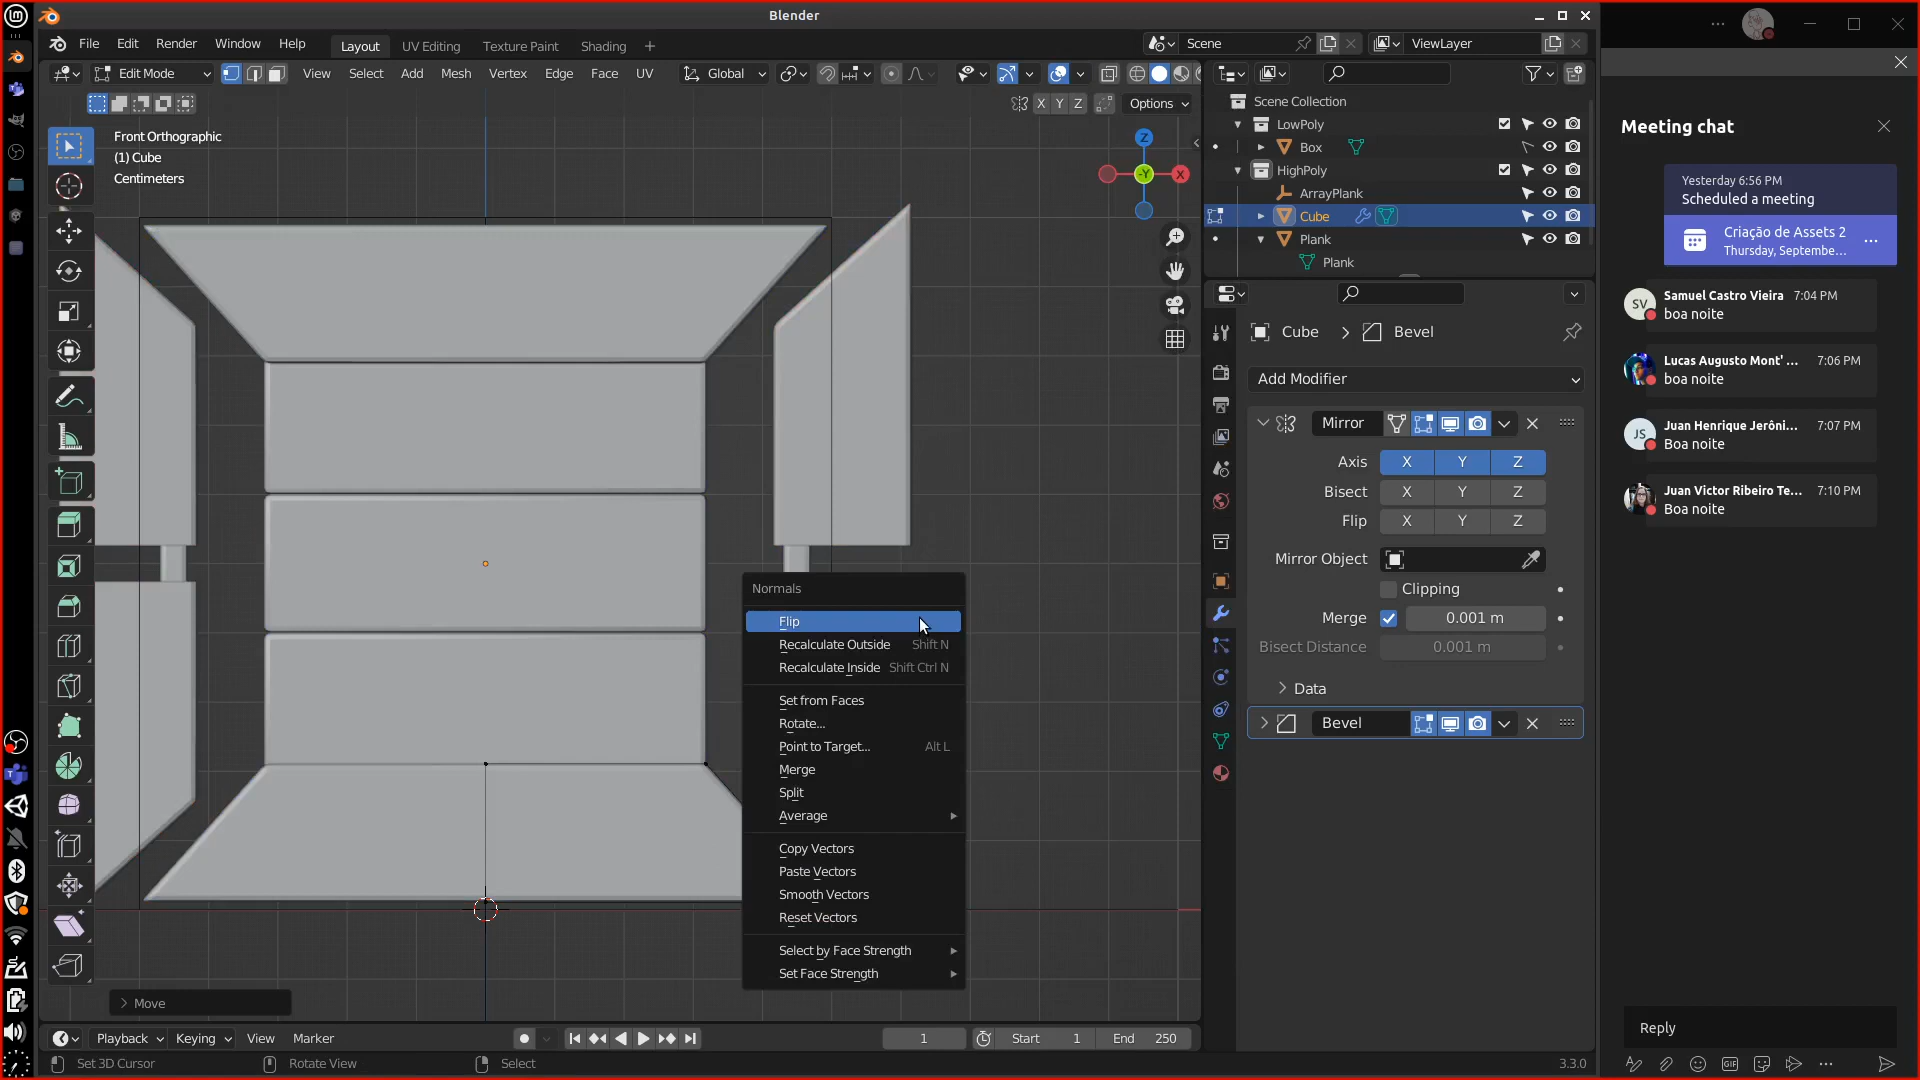 Blender
File Edit Render Window Help
Layout UV Editing Texture Paint Shading
Scene
ViewLayer
Edit Mode
View Select Add Mesh Vertex Edge Face UV
Global
X Y Z
Options
Front Orthographic
(1) Cube
Centimeters
Z
-Y
X
Scene Collection
LowPoly
Box
HighPoly
ArrayPlank
Cube
Plank
Plank
Cube > Bevel
Add Modifier
Mirror
Axis X Y Z
Bisect X Y Z
Flip X Y Z
Mirror Object
Clipping
Merge 0.001 m
Bisect Distance 0.001 m
Data
Bevel
Normals
Flip
Recalculate Outside Shift N
Recalculate Inside Shift Ctrl N
Set from Faces
Rotate...
Point to Target... Alt L
Merge
Split
Average
Copy Vectors
Paste Vectors
Smooth Vectors
Reset Vectors
Select by Face Strength
Set Face Strength
Move
Playback Keying View Marker
1
Start 1
End 250
Set 3D Cursor
Rotate View
Select
3.3.0
Meeting chat
Yesterday 6:56 PM
Scheduled a meeting
Criação de Assets 2
Thursday, Septembe...
SV
Samuel Castro Vieira 7:04 PM
boa noite
Lucas Augusto Mont' ... 7:06 PM
boa noite
JS
Juan Henrique Jerôni... 7:07 PM
Boa noite
Juan Victor Ribeiro Te... 7:10 PM
Boa noite
Reply
GIF